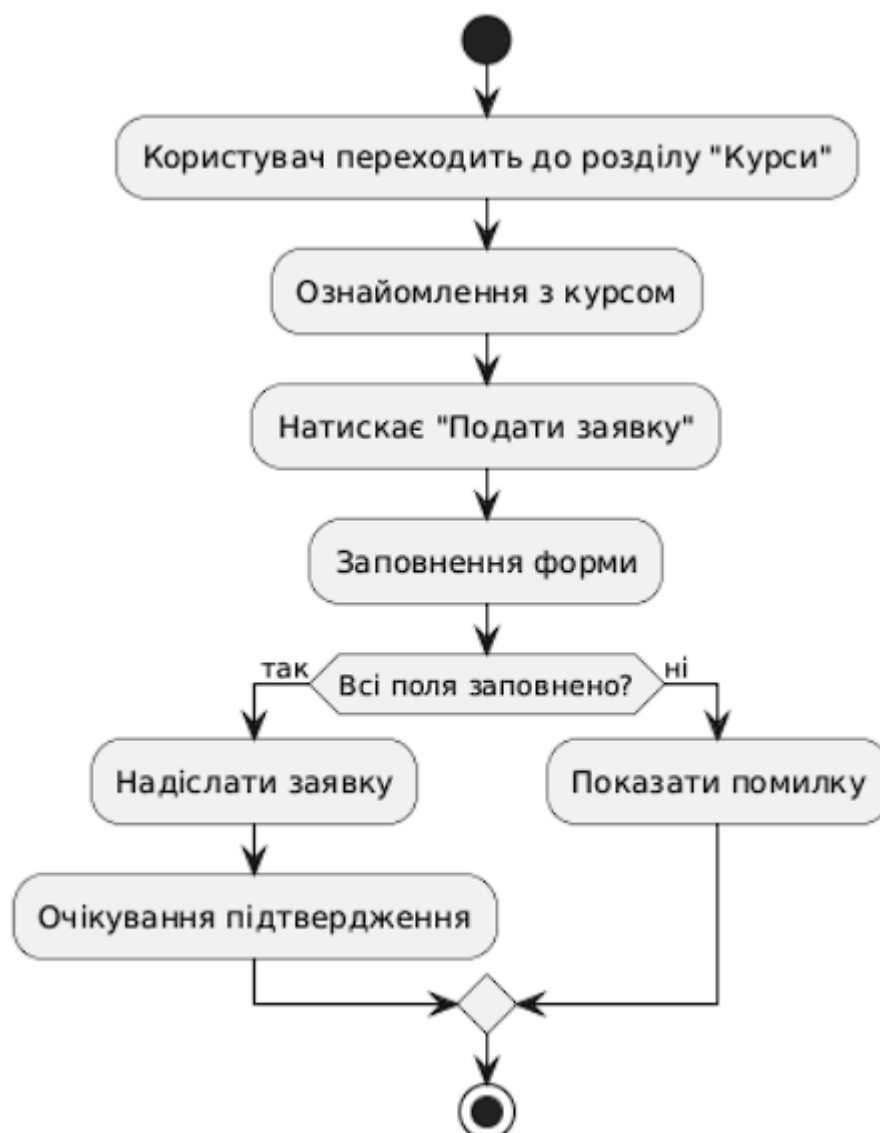 Користувач переходить до розділу "Курси"
Ознайомлення з курсом
Натискає "Подати заявку"
Заповнення форми
так
Всі поля заповнено?
ні
Надіслати заявку
Показати помилку
Очікування підтвердження